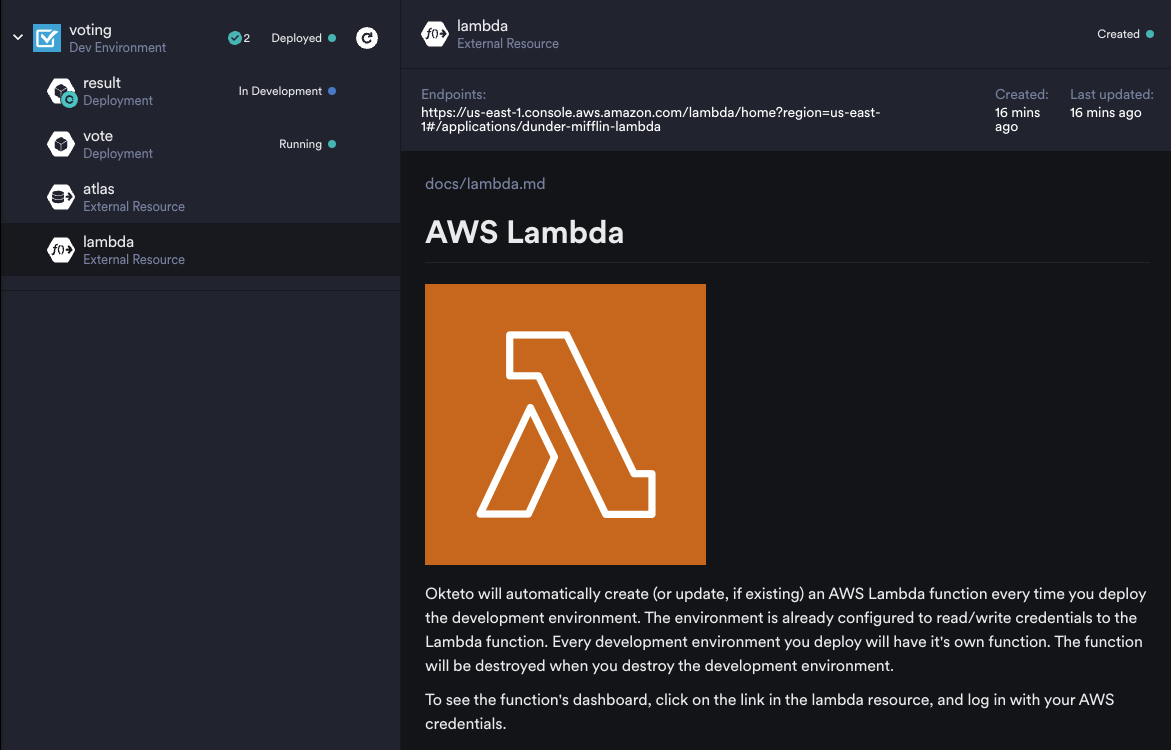 voting
Dev Environment
2
Deployed
result
Deployment
In Development
vote
Deployment
Running
atlas
External Resource
f()
lambda
External Resource
f()
lambda
External Resource
Created
Endpoints:
https://us-east-1.console.aws.amazon.com/lambda/home?region=us-east-
1#/applications/dunder-mifflin-lambda
Created:
16 mins
ago
Last updated:
16 mins ago
docs/lambda.md
AWS Lambda
Okteto will automatically create (or update, if existing) an AWS Lambda function every time you deploy
the development environment. The environment is already configured to read/write credentials to the
Lambda function. Every development environment you deploy will have it's own function. The function
will be destroyed when you destroy the development environment.
To see the function's dashboard, click on the link in the lambda resource, and log in with your AWS
credentials.